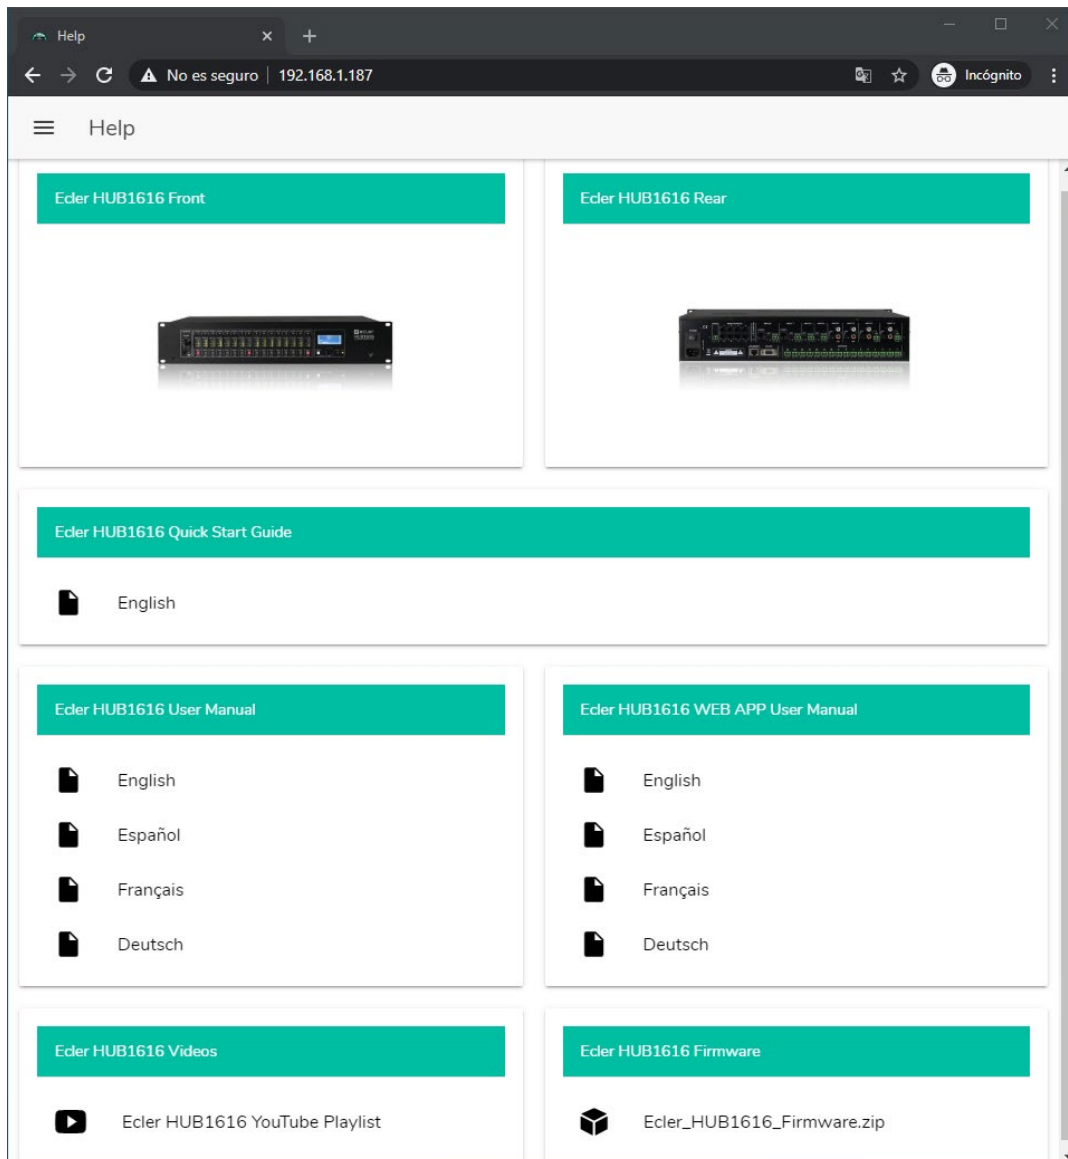 Help
No es seguro
192.168.1.187
Incógnito
Help
Ecler HUB1616 Front
Ecler HUB1616 Rear
Ecler HUB1616 Quick Start Guide
English
Ecler HUB1616 User Manual
English
Español
Français
Deutsch
Ecler HUB1616 WEB APP User Manual
English
Español
Français
Deutsch
Ecler HUB1616 Videos
Ecler HUB1616 YouTube Playlist
Ecler HUB1616 Firmware
Ecler_HUB1616_Firmware.zip